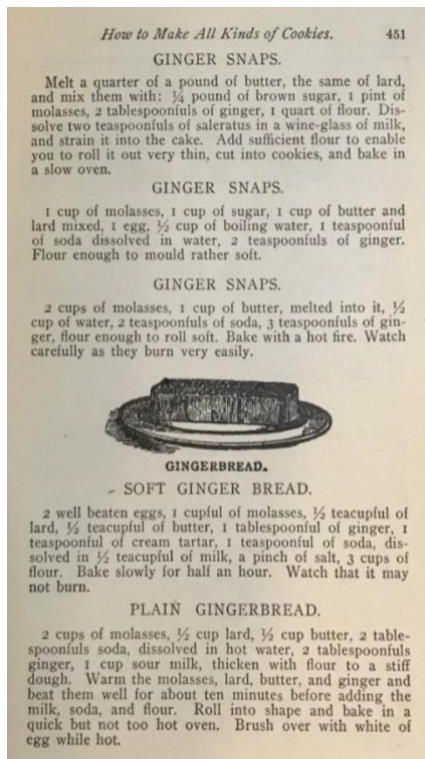 How to Make All Kinds of Cookies. 451
GINGER SNAPS.
Melt a quarter of a pound of butter, the same of lard,
and mix them with: ¼ pound of brown sugar, 1 pint of
molasses, 2 tablespoonfuls of ginger, 1 quart of flour. Dis-
solve two teaspoonfuls of saleratus in a wine-glass of milk,
and strain it into the cake. Add sufficient flour to enable
you to roll it out very thin, cut into cookies, and bake in
a slow oven.
GINGER SNAPS.
1 cup of molasses, 1 cup of sugar, 1 cup of butter and
lard mixed, 1 egg, ½ cup of boiling water, 1 teaspoonful
of soda dissolved in water, 2 teaspoonfuls of ginger.
Flour enough to mould rather soft.
GINGER SNAPS.
2 cups of molasses, 1 cup of butter, melted into it, ½
cup of water, 2 teaspoonfuls of soda, 3 teaspoonfuls of gin-
ger, flour enough to roll soft. Bake with a hot fire. Watch
carefully as they burn very easily.
GINGERBREAD.
SOFT GINGER BREAD.
2 well beaten eggs, 1 cupful of molasses, ½ teacupful of
lard, ½ teacupful of butter, 1 tablespoonful of ginger, 1
teaspoonful of cream tartar, 1 teaspoonful of soda, dis-
solved in ½ teacupful of milk, a pinch of salt, 3 cups of
flour. Bake slowly for half an hour. Watch that it may
not burn.
PLAIN GINGERBREAD.
2 cups of molasses, ½ cup lard, ½ cup butter, 2 table-
spoonfuls soda, dissolved in hot water, 2 tablespoonfuls
ginger, 1 cup sour milk, thicken with flour to a stiff
dough. Warm the molasses, lard, butter, and ginger and
beat them well for about ten minutes before adding the
milk, soda, and flour. Roll into shape and bake in a
quick but not too hot oven. Brush over with white of
egg while hot.